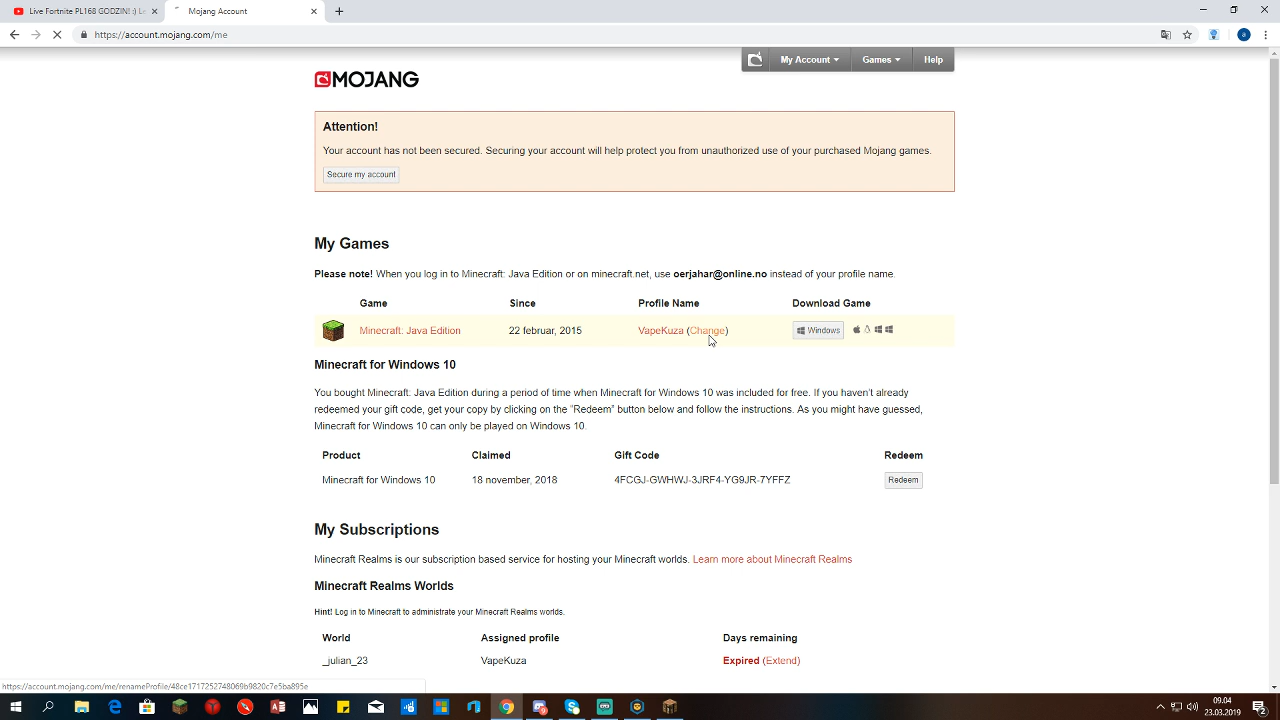 Live Fortnite PL168 GODZIN! :) Le
Mojang Account
https://account.mojang.com/me
a
My Account
Games
Help
MOJANG
Attention!
Your account has not been secured. Securing your account will help protect you from unauthorized use of your purchased Mojang games.
Secure my account
My Games
Please note! When you log in to Minecraft: Java Edition or on minecraft.net, use oerjahar@online.no instead of your profile name.
Game Since Profile Name Download Game
Minecraft: Java Edition 22 februar, 2015 VapeKuza (Change) Windows
Minecraft for Windows 10
You bought Minecraft: Java Edition during a period of time when Minecraft for Windows 10 was included for free. If you haven't already
redeemed your gift code, get your copy by clicking on the "Redeem" button below and follow the instructions. As you might have guessed,
Minecraft for Windows 10 can only be played on Windows 10.
Product Claimed Gift Code Redeem
Minecraft for Windows 10 18 november, 2018 4FCGJ-GWHWJ-3JRF4-YG9JR-7YFFZ Redeem
My Subscriptions
Minecraft Realms is our subscription based service for hosting your Minecraft worlds. Learn more about Minecraft Realms
Minecraft Realms Worlds
Hint! Log in to Minecraft to administrate your Minecraft Realms worlds.
World Assigned profile Days remaining
_julian_23 VapeKuza Expired (Extend)
https://account.mojang.com/me/renameProfile/48ce1717252748069b9820c7e5ba895e
09.04
23.03.2019
2